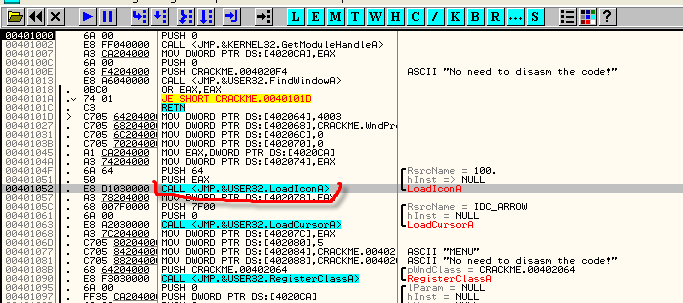 L E M T W H C / K B R ... S
00401000 6A 00 PUSH 0
00401002 E8 FF040000 CALL <JMP.&KERNEL32.GetModuleHandleA>
00401007 A3 CA204000 MOV DWORD PTR DS:[4020CA],EAX
0040100C 6A 00 PUSH 0
0040100E 68 F4204000 PUSH CRACKME.004020F4 ASCII "No need to disasm the code!"
00401013 E8 A6040000 CALL <JMP.&USER32.FindWindowA>
00401018 0BC0 OR EAX,EAX
0040101A 74 01 JE SHORT CRACKME.0040101D
0040101C C3 RETN
0040101D C705 64204000 MOV DWORD PTR DS:[402064],4003
00401027 C705 68204000 MOV DWORD PTR DS:[402068],CRACKME.WndPro
00401031 C705 6C204000 MOV DWORD PTR DS:[40206C],0
0040103B C705 70204000 MOV DWORD PTR DS:[402070],0
00401045 A1 CA204000 MOV EAX,DWORD PTR DS:[4020CA]
0040104A A3 74204000 MOV DWORD PTR DS:[402074],EAX
0040104F 6A 64 PUSH 64 RsrcName = 100.
00401051 50 PUSH EAX hInst => NULL
00401052 E8 D1030000 CALL <JMP.&USER32.LoadIconA> LoadIconA
00401057 A3 78204000 MOV DWORD PTR DS:[402078],EAX
0040105C 68 007F0000 PUSH 7F00 RsrcName = IDC_ARROW
00401061 6A 00 PUSH 0 hInst = NULL
00401063 E8 A2030000 CALL <JMP.&USER32.LoadCursorA> LoadCursorA
00401068 A3 7C204000 MOV DWORD PTR DS:[40207C],EAX
0040106D C705 80204000 MOV DWORD PTR DS:[402080],5
00401077 C705 84204000 MOV DWORD PTR DS:[402084],CRACKME.00402 ASCII "MENU"
00401081 C705 88204000 MOV DWORD PTR DS:[402088],CRACKME.00402 ASCII "No need to disasm the code!"
0040108B 68 64204000 PUSH CRACKME.00402064 pWndClass = CRACKME.00402064
00401090 E8 F3030000 CALL <JMP.&USER32.RegisterClassA> RegisterClassA
00401095 6A 00 PUSH 0 lParam = NULL
00401097 FF35 CA204000 PUSH DWORD PTR DS:[4020CA] hInst = NULL